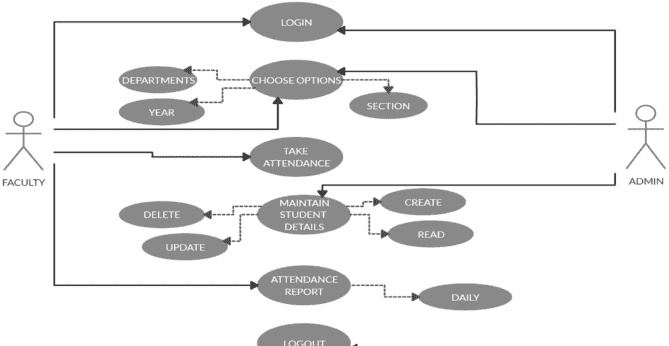 LOGIN
DEPARTMENTS
CHOOSE OPTIONS
YEAR
SECTION
FACULTY
ADMIN
TAKE
ATTENDANCE
MAINTAIN
STUDENT
DETAILS
DELETE
CREATE
UPDATE
READ
ATTENDANCE
REPORT
DAILY
LOGOUT